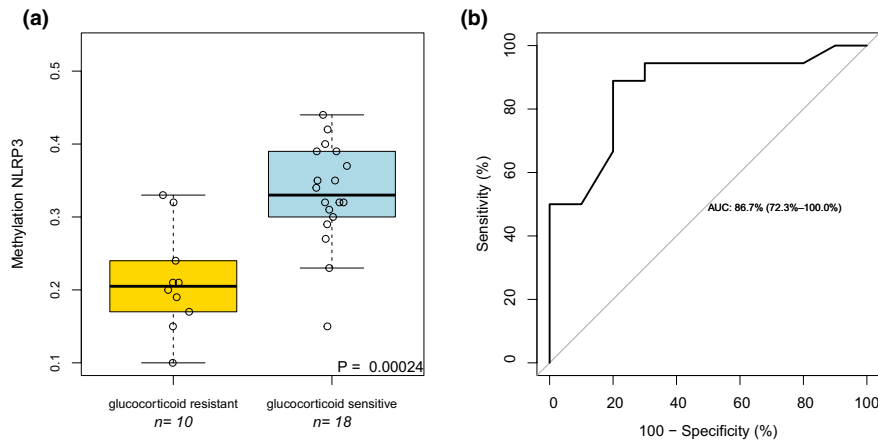 (a)
Methylation NLRP3
0.5
0.4
0.3
0.2
0.1
P = 0.00024
glucocorticoid resistant
n= 10
glucocorticoid sensitive
n= 18
(b)
Sensitivity (%)
100
80
60
40
20
0
AUC: 86.7% (72.3%–100.0%)
0 20 40 60 80 100
100 − Specificity (%)